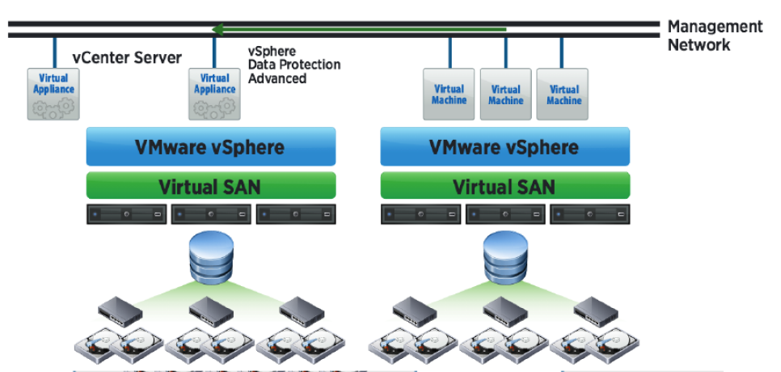 Management
Network
vCenter Server
vSphere
Data Protection
Advanced
Virtual
Appliance
Virtual
Appliance
Virtual
Machine
Virtual
Machine
Virtual
Machine
VMware vSphere
VMware vSphere
Virtual SAN
Virtual SAN